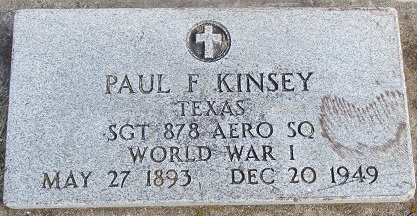 PAUL F KINSEY
TEXAS
SGT 878 AERO SQ
WORLD WAR I
MAY 27 1893 DEC 20 1949